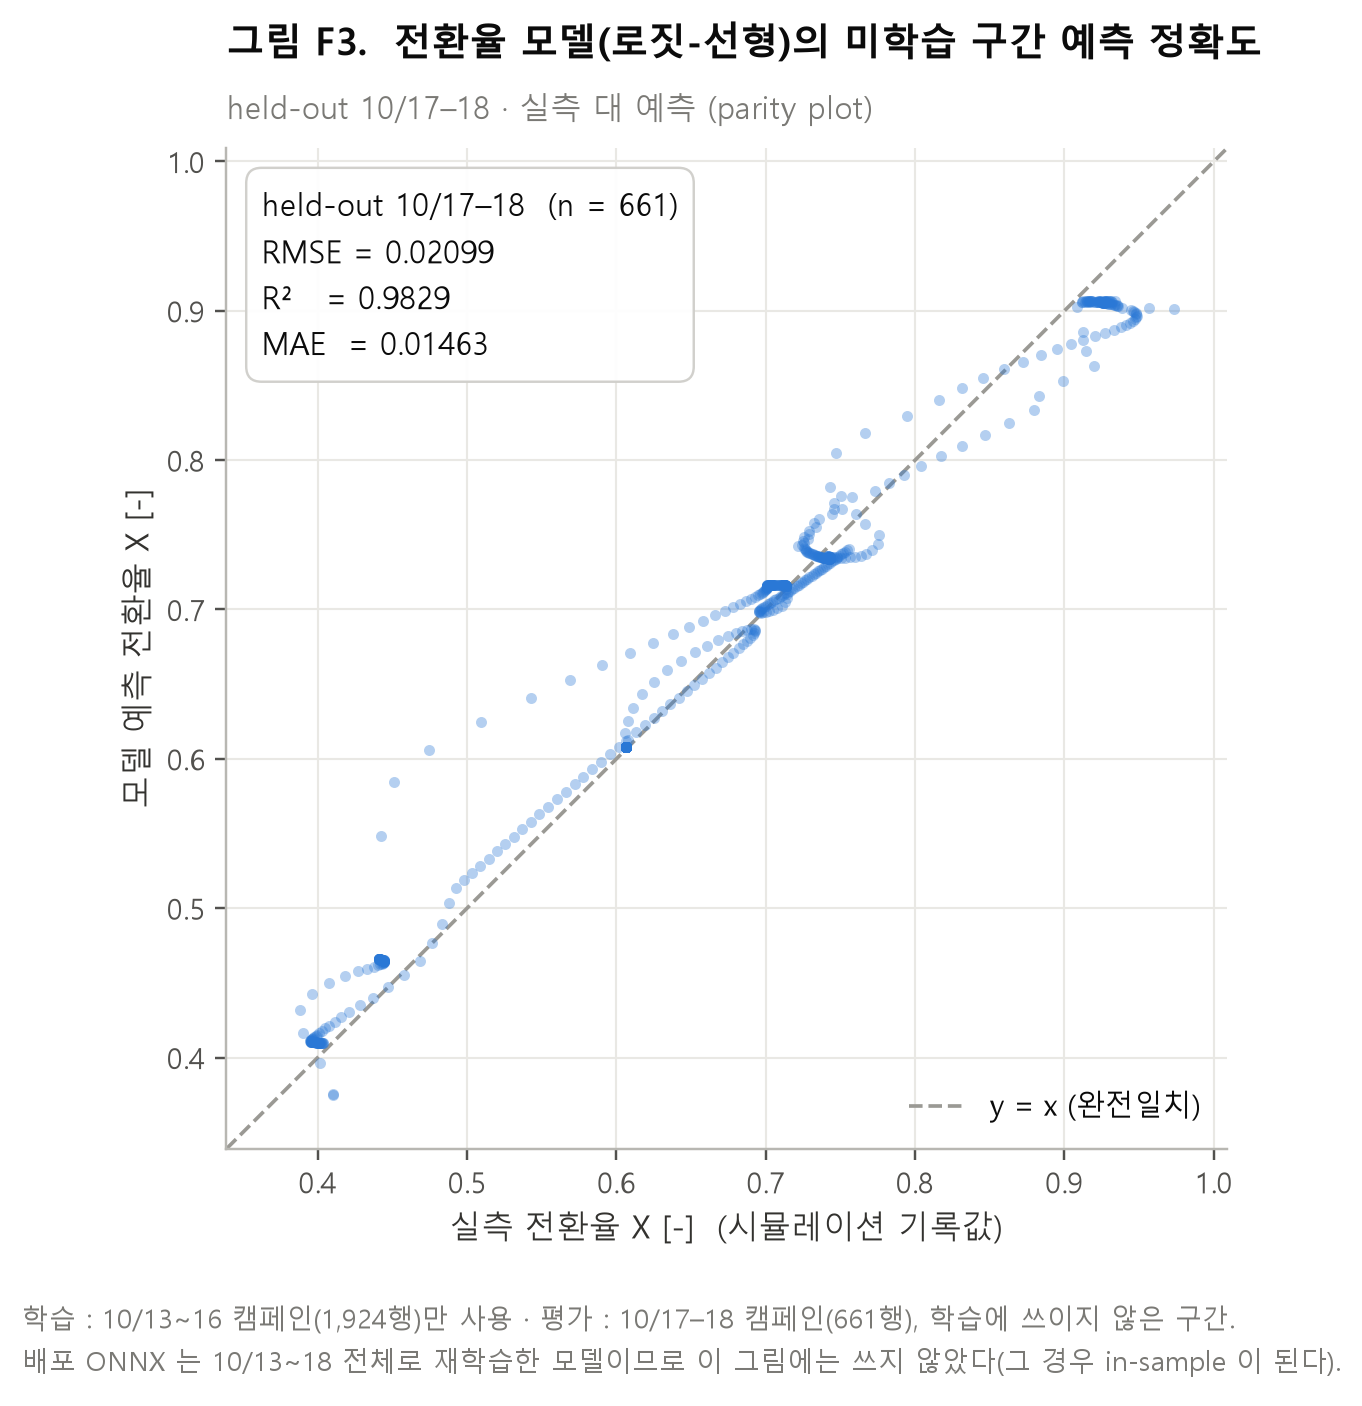 그림 F3. 전환율 모델(로짓-선형)의 미학습 구간 예측 정확도
held-out 10/17–18 · 실측 대 예측 (parity plot)
held-out 10/17–18 (n = 661)
RMSE = 0.02099
R² = 0.9829
MAE = 0.01463
1.0
0.9
0.8
0.7
0.6
0.5
0.4
모델 예측 전환율 X [-]
y = x (완전일치)
0.4 0.5 0.6 0.7 0.8 0.9 1.0
실측 전환율 X [-] (시뮬레이션 기록값)
학습 : 10/13~16 캠페인(1,924행)만 사용 · 평가 : 10/17–18 캠페인(661행), 학습에 쓰이지 않은 구간.
배포 ONNX 는 10/13~18 전체로 재학습한 모델이므로 이 그림에는 쓰지 않았다(그 경우 in-sample 이 된다).